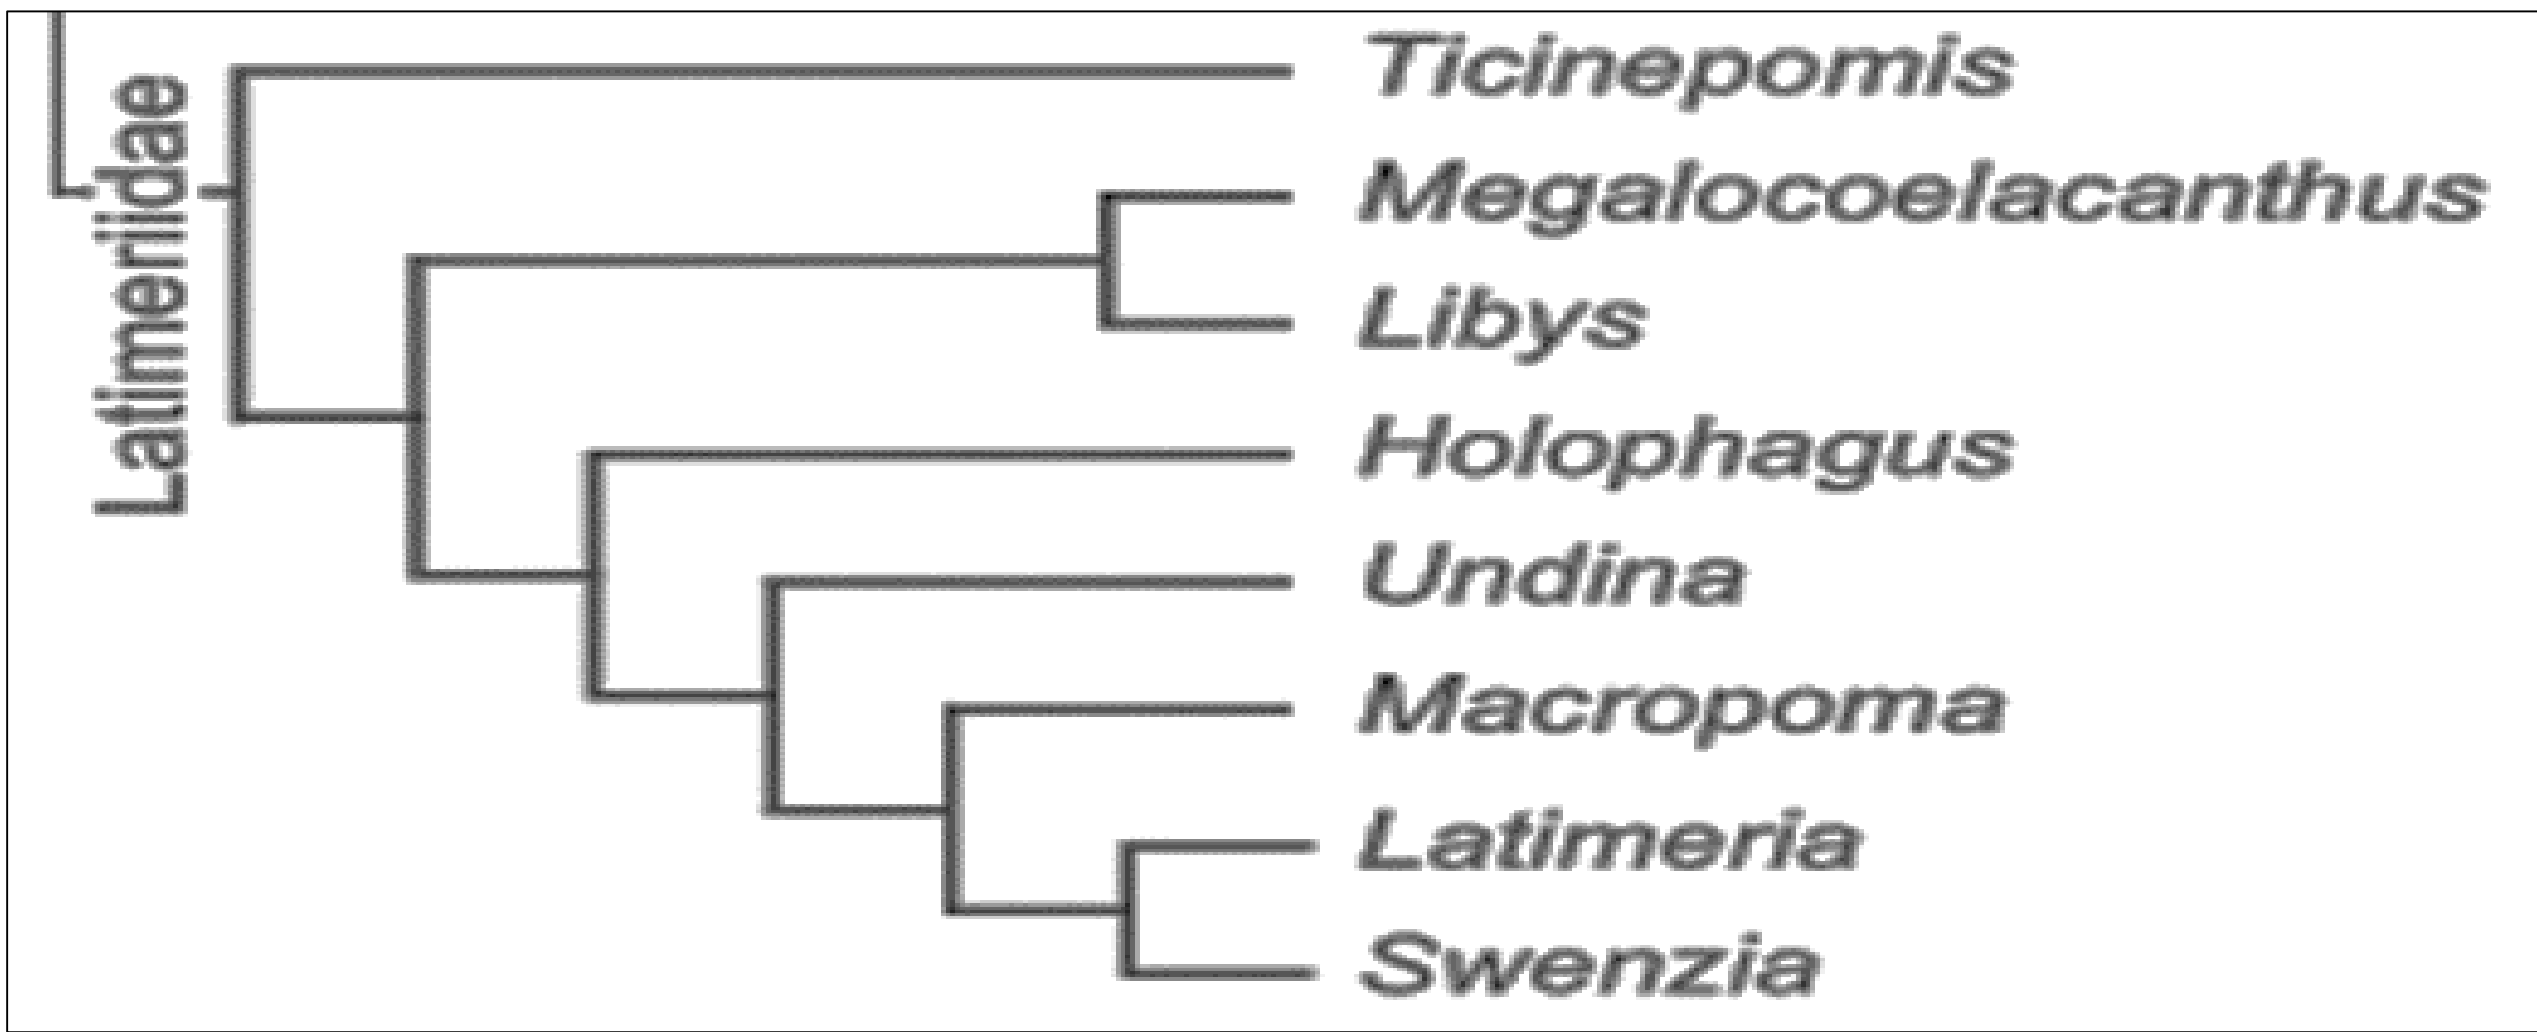 Latimeriidae
Ticinepomis
Megalocoelacanthus
Libys
Holophagus
Undina
Macropoma
Latimeria
Swenzia